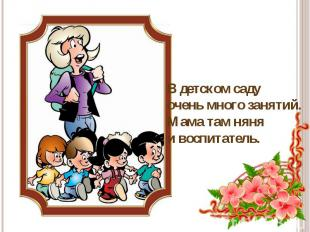 В детском саду
очень много занятий.
Мама там няня
и воспитатель.